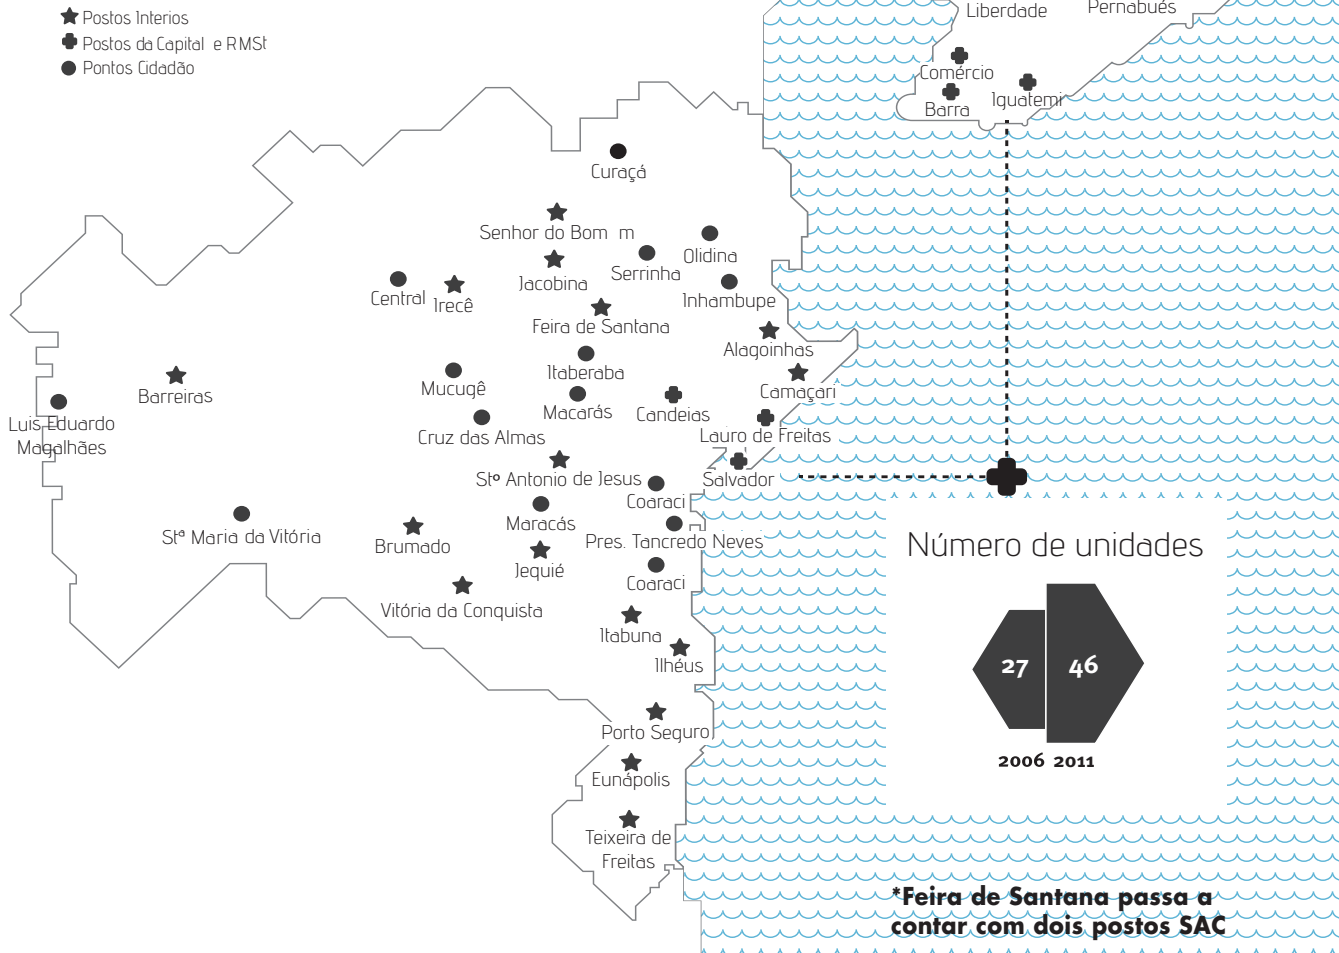 Postos Interios
Postos da Capital e RMSt
Pontos Cidadão
Liberdade
Pernabués
Comércio
Barra
Iguatemi
Curaçá
Senhor do Bom m
Olidina
Serrinha
Jacobina
Central
Irecê
Inhambupe
Feira de Santana
Alagoinhas
Itaberaba
Mucugê
Barreiras
Camaçari
Macarás
Candeias
Luis Eduardo
Magalhães
Cruz das Almas
Lauro de Freitas
Stº Antonio de Jesus
Salvador
Coaraci
Maracás
Stª Maria da Vitória
Brumado
Pres. Tancredo Neves
Jequié
Coaraci
Vitória da Conquista
Itabuna
Ilhéus
Porto Seguro
Eunápolis
Teixeira de
Freitas
Número de unidades
27 46
2006 2011
*Feira de Santana passa a
contar com dois postos SAC